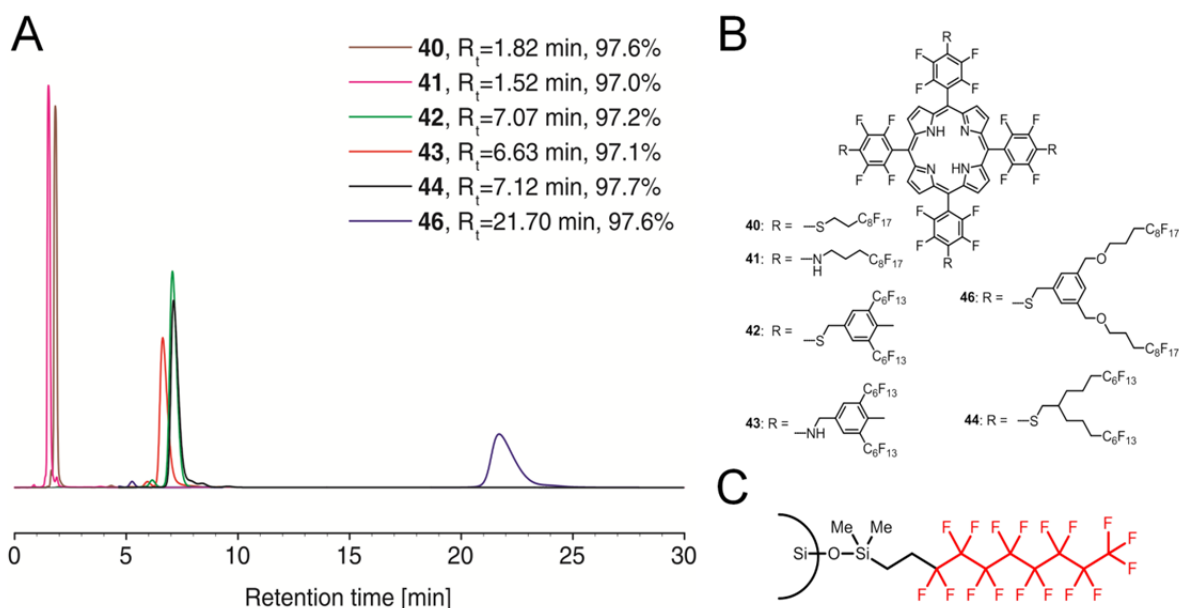 A
40, Rt=1.82 min, 97.6%
41, Rt=1.52 min, 97.0%
42, Rt=7.07 min, 97.2%
43, Rt=6.63 min, 97.1%
44, Rt=7.12 min, 97.7%
46, Rt=21.70 min, 97.6%
0 5 10 15 20 25 30
Retention time [min]
B
R
F F
F F
F F
R
F F
NH N
N HN
F F
R
F F
F F
F F
R
40: R = S C8F17
41: R = N H C8F17
42: R = S C6F13 C6F13
43: R = NH C6F13 C6F13
46: R = S O C8F17 O C8F17
44: R = S C6F13 C6F13
C
Si O Si Me Me
F F F F F F F F F
F F F F F F F F